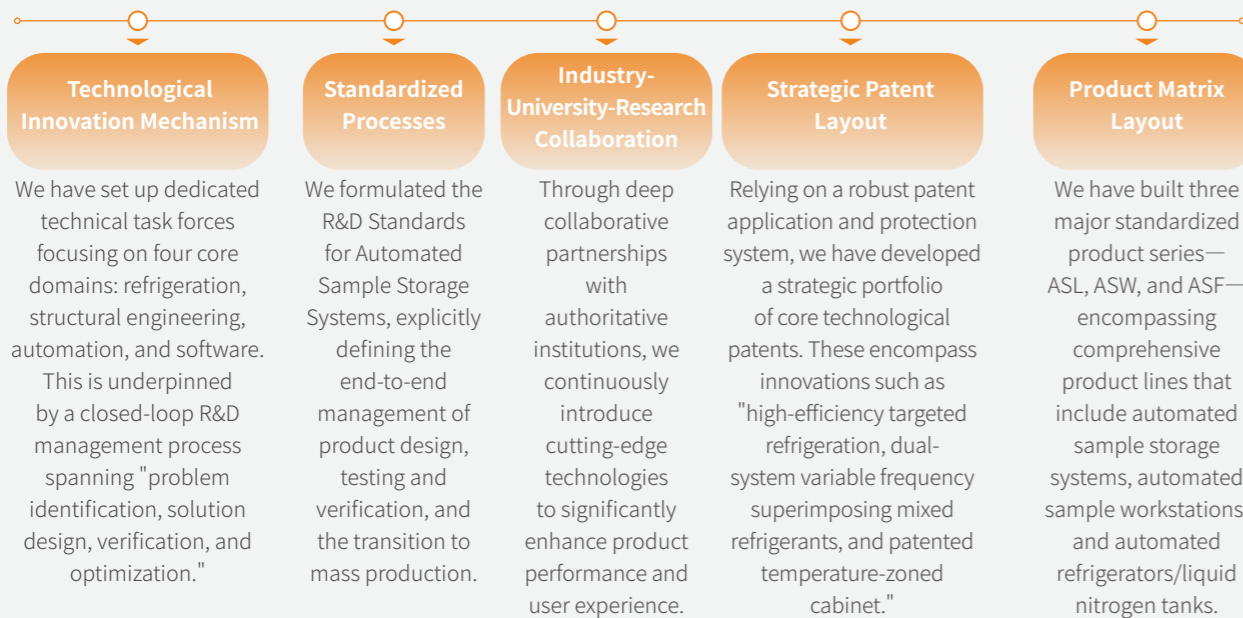 Technological
Innovation Mechanism
We have set up dedicated
technical task forces
focusing on four core
domains: refrigeration,
structural engineering,
automation, and software.
This is underpinned
by a closed-loop R&D
management process
spanning "problem
identification, solution
design, verification, and
optimization."
Standardized
Processes
We formulated the
R&D Standards
for Automated
Sample Storage
Systems, explicitly
defining the
end-to-end
management of
product design,
testing and
verification, and
the transition to
mass production.
Industry-
University-Research
Collaboration
Through deep
collaborative
partnerships
with
authoritative
institutions, we
continuously
introduce
cutting-edge
technologies
to significantly
enhance product
performance and
user experience.
Strategic Patent
Layout
Relying on a robust patent
application and protection
system, we have developed
a strategic portfolio
of core technological
patents. These encompass
innovations such as
"high-efficiency targeted
refrigeration, dual-
system variable frequency
superimposing mixed
refrigerants, and patented
temperature-zoned
cabinet."
Product Matrix
Layout
We have built three
major standardized
product series—
ASL, ASW, and ASF—
encompassing
comprehensive
product lines that
include automated
sample storage
systems, automated
sample workstations
and automated
refrigerators/liquid
nitrogen tanks.